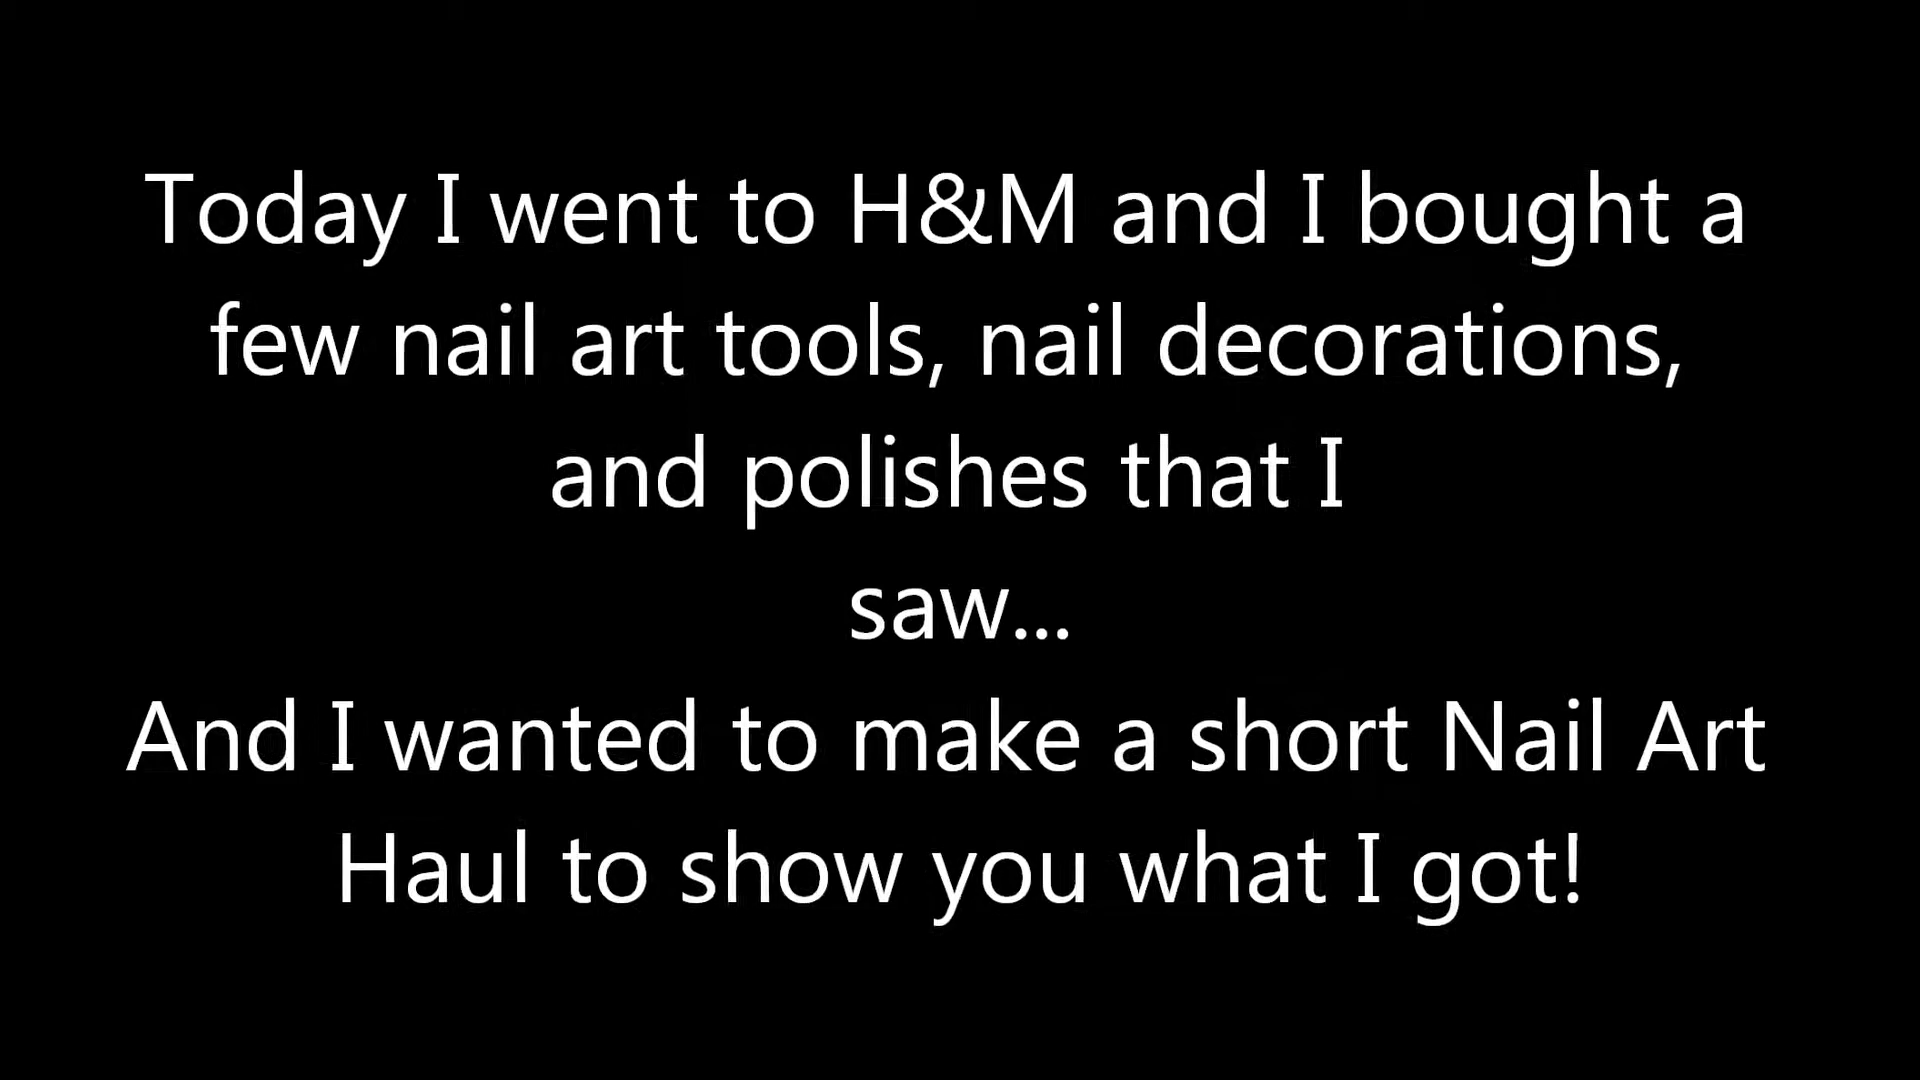 Today I went to H&M and I bought a
few nail art tools, nail decorations,
and polishes that I
saw...
And I wanted to make a short Nail Art
Haul to show you what I got!